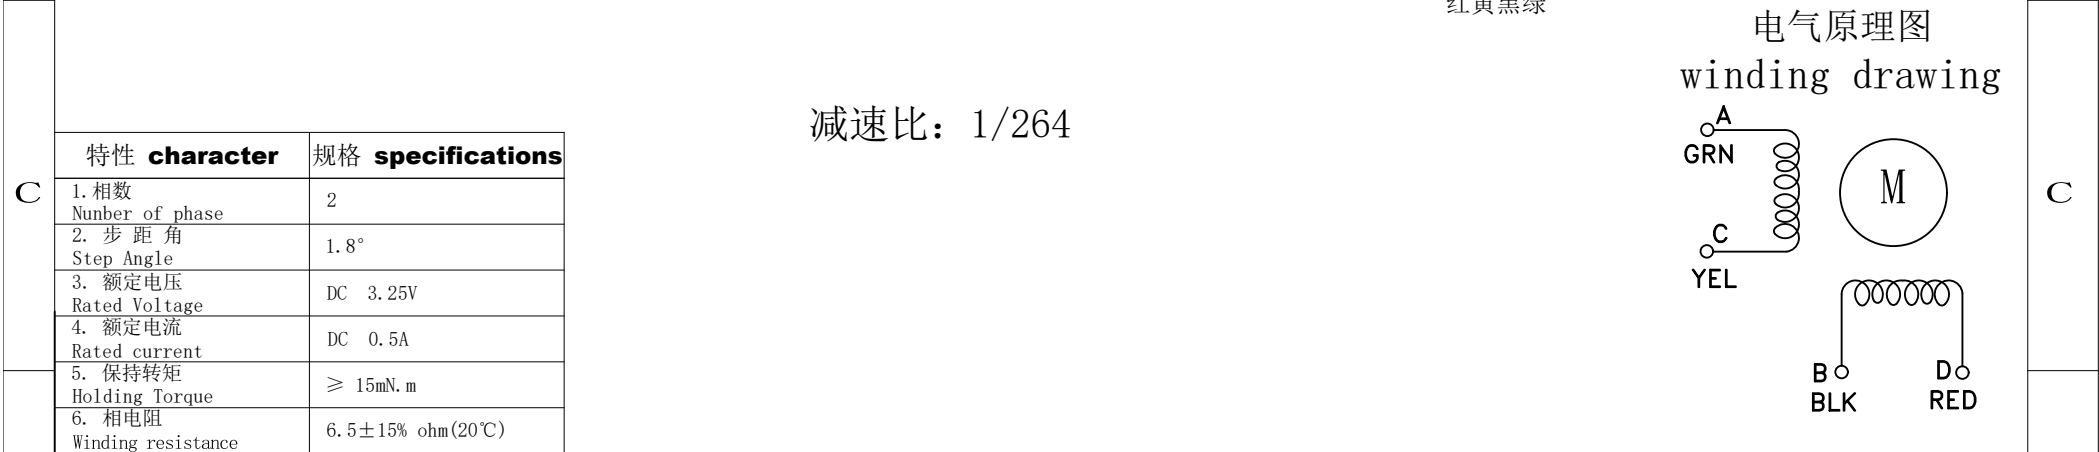 红黄黑绿
电气原理图
winding drawing
减速比：1/264
特性 character 规格 specifications
1.相数
Nunber of phase
2
2. 步 距 角
Step Angle
1.8°
3. 额定电压
Rated Voltage
DC 3.25V
4. 额定电流
Rated current
DC 0.5A
5. 保持转矩
Holding Torque
≥ 15mN.m
6. 相电阻
Winding resistance
6.5±15% ohm(20℃)
C
A
GRN
M
C
YEL
B
BLK
D
RED
C